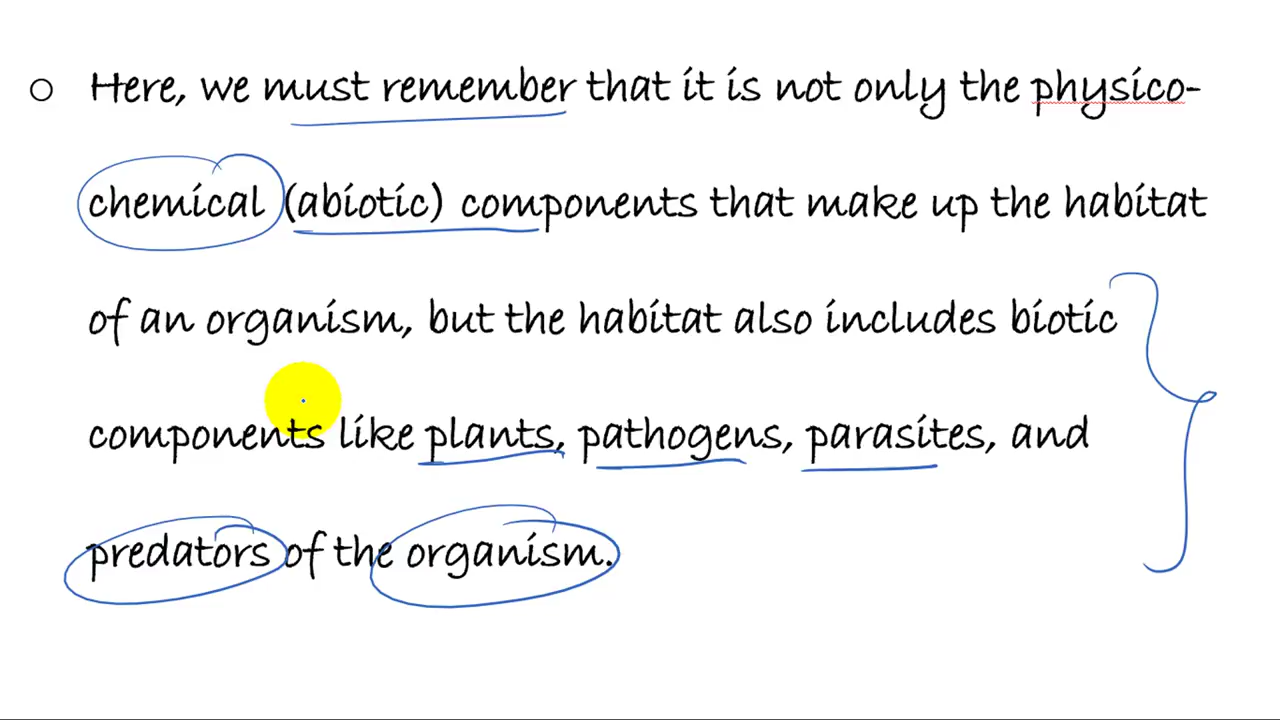 Here, we must remember that it is not only the physico-
chemical (abiotic) components that make up the habitat
of an organism, but the habitat also includes biotic
components like plants, pathogens, parasites, and
predators of the organism.